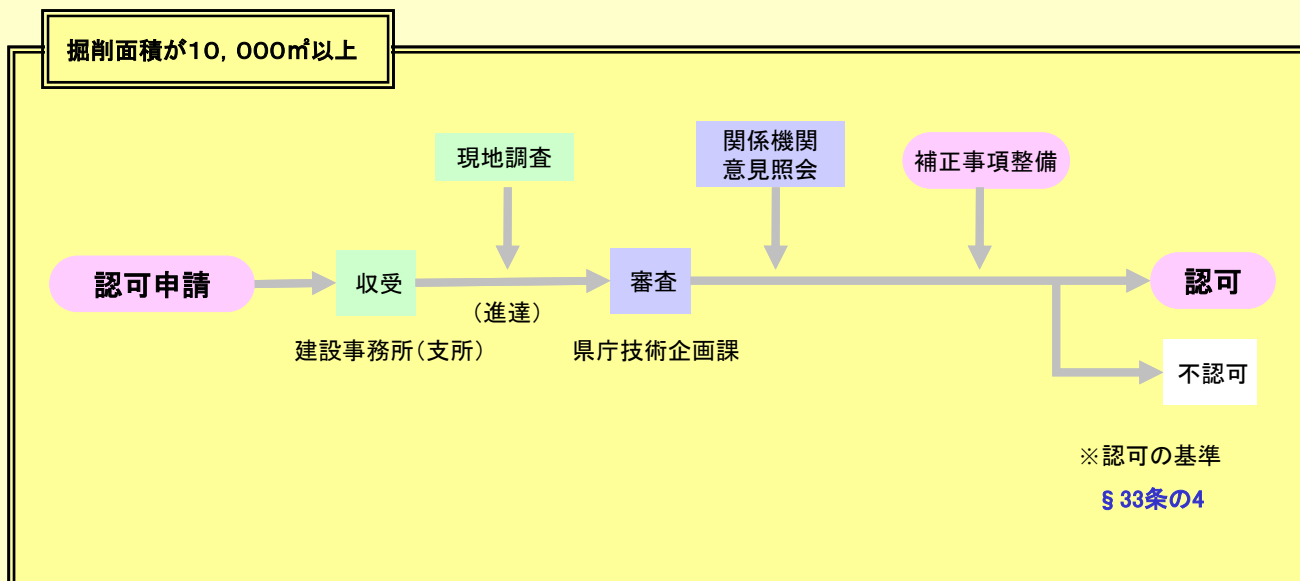 掘削面積が10,000㎡以上
現地調査
関係機関
意見照会
補正事項整備
認可申請
収受
(進達)
審査
認可
建設事務所(支所)
県庁技術企画課
不認可
※認可の基準
§33条の4